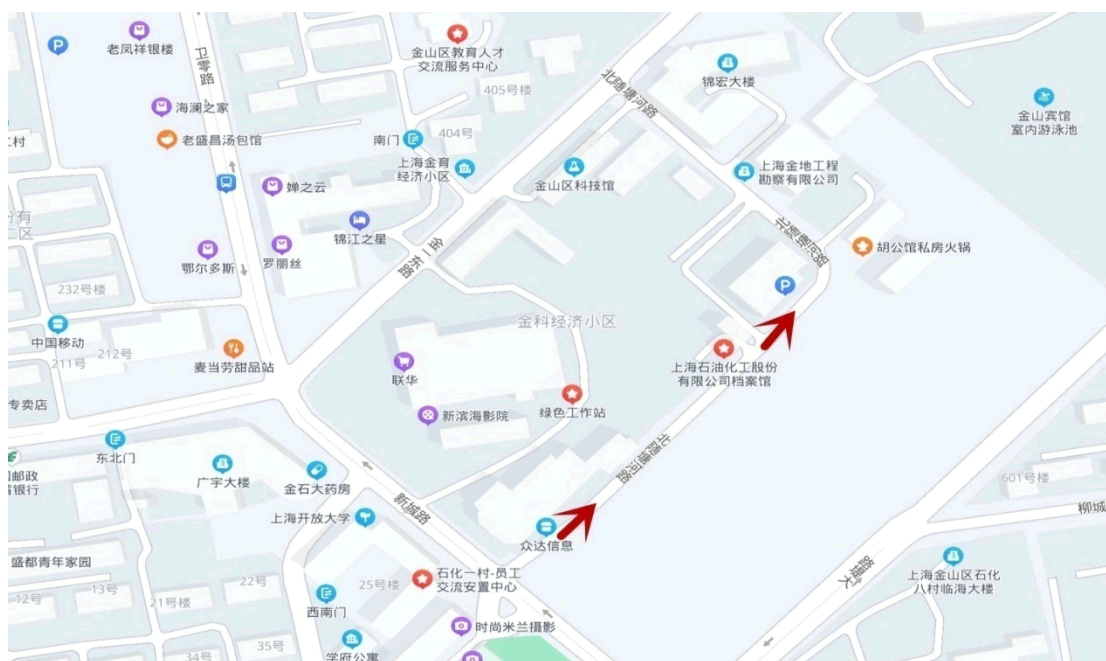 P
老凤祥银楼
卫零路
金山区教育人才
交流服务中心
405号楼
北随塘河路
锦宏大楼
金山宾馆
室内游泳池
海澜之家
老盛昌汤包馆
南门
404号
上海金育
经济小区
金山区科技馆
上海金地工程
勘察有限公司
二村
婵之云
锦江之星
金一东路
北随塘河路
胡公馆私房火锅
份有
二区
鄂尔多斯
罗丽丝
232号楼
P
金科经济小区
中国移动
211号
212号
麦当劳甜品站
联华
上海石油化工股份
有限公司档案馆
专卖店
新滨海影院
绿色工作站
东北门
广宇大楼
金石大药房
北随塘河路
邮政
银行
新城路
601号楼
柳城
上海开放大学
众达信息
盛都青年家园
石化一村-员工
交流安置中心
25号楼
大堤路
上海金山区石化
八村临海大楼
12号
13号
21号楼
22号
西南门
时尚米兰摄影
34号
35号
学府公寓